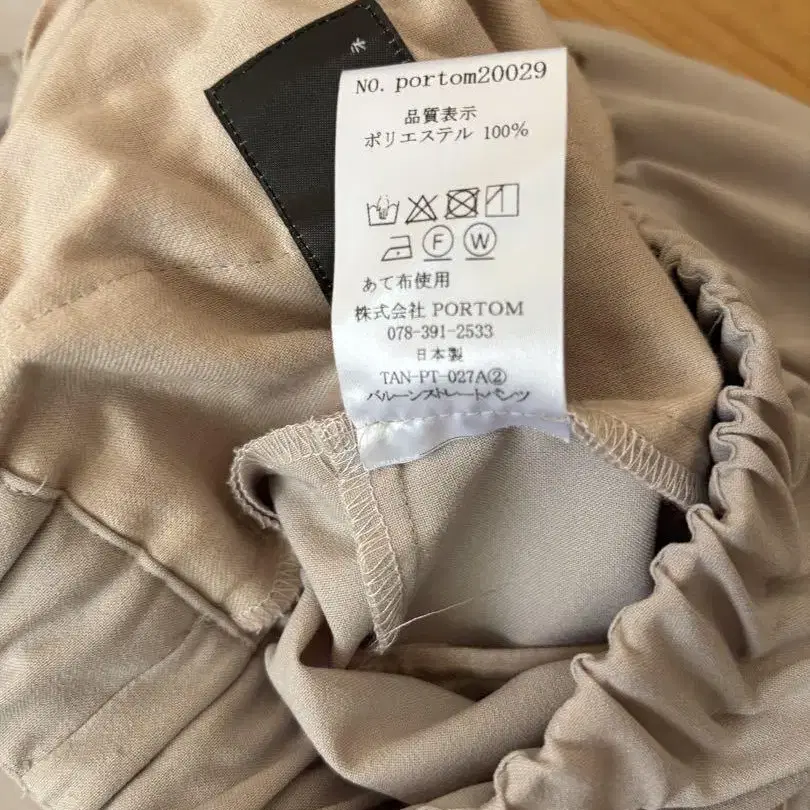 NO. portom20029
品質表示
ポリエステル 100%
F W
あて布使用
株式会社 PORTOM
078-391-2533
日本製
TAN-PT-027A②
バルーンストレートパンツ